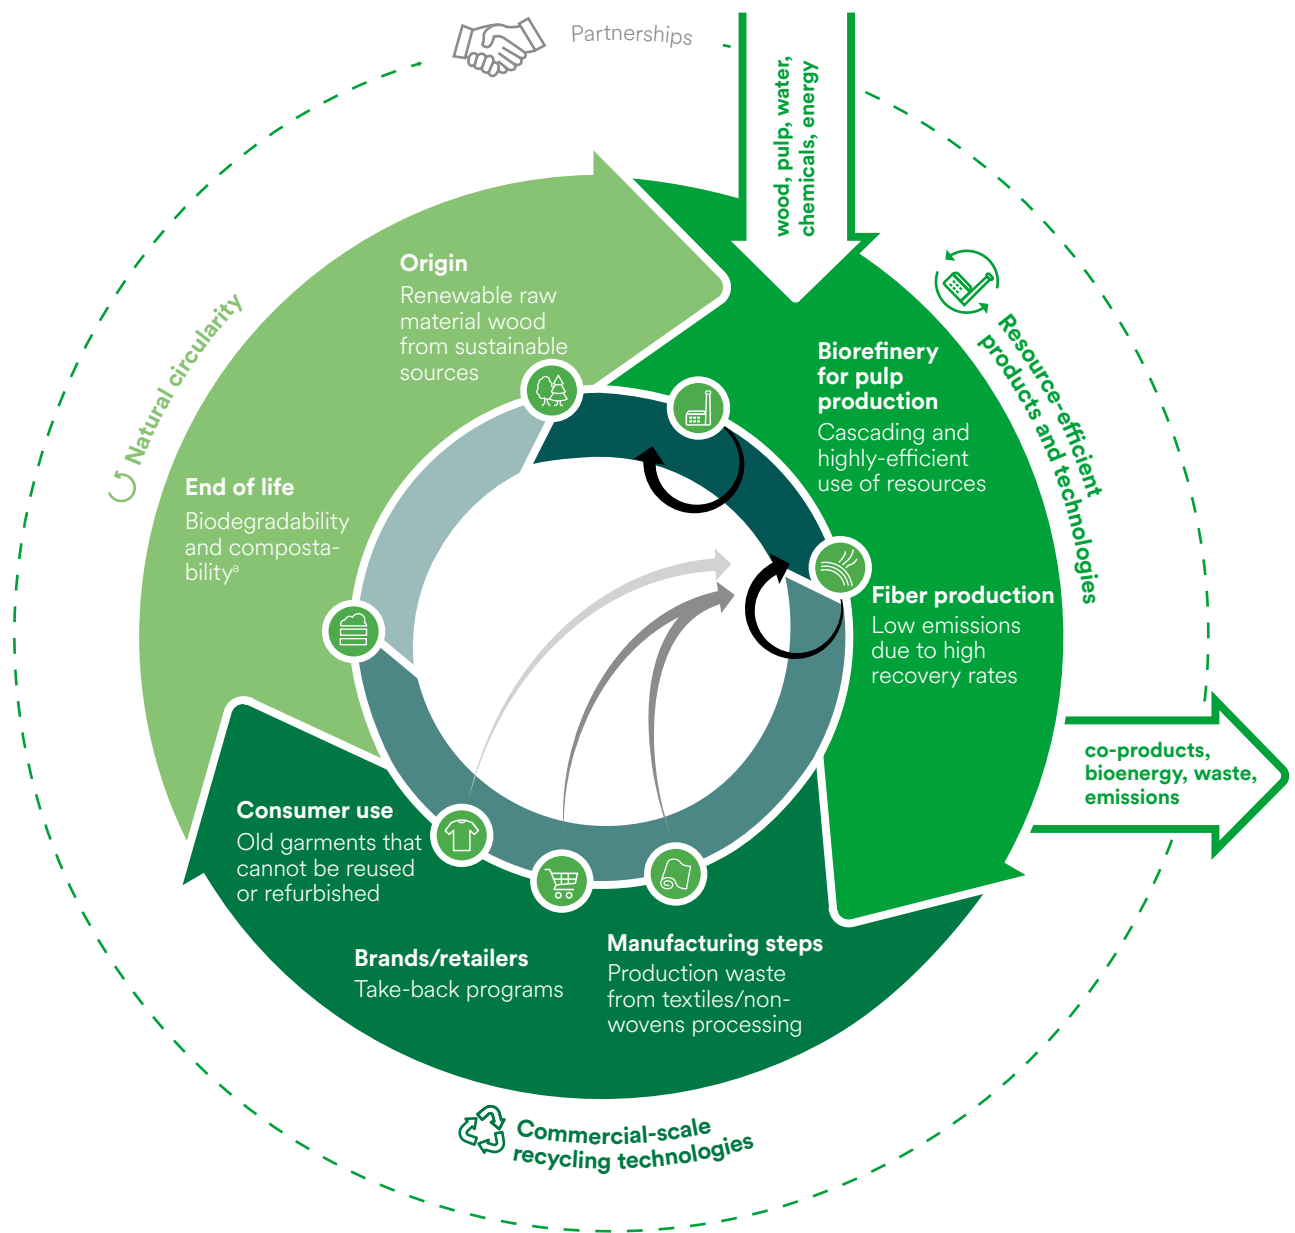 Partnerships
wood, pulp, water,
chemicals, energy
Origin
Renewable raw
material wood
from sustainable
sources
Natural circularity
Resource-efficient
products and technologies
Biorefinery
for pulp
production
Cascading and
highly-efficient
use of resources
End of life
Biodegradability
and composta-
bilityª
Fiber production
Low emissions
due to high
recovery rates
co-products,
bioenergy, waste,
emissions
Consumer use
Old garments that
cannot be reused
or refurbished
Brands/retailers
Take-back programs
Manufacturing steps
Production waste
from textiles/non-
wovens processing
Commercial-scale
recycling technologies